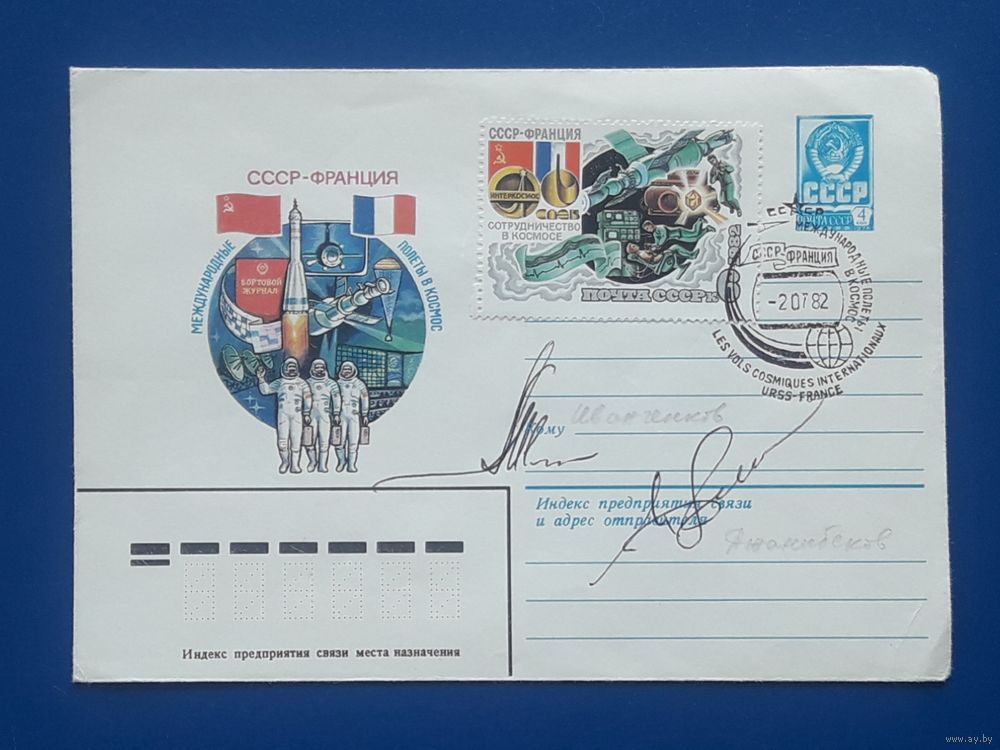 СССР-ФРАНЦИЯ
МЕЖДУНАРОДНЫЕ
ПОЛЕТЫ В КОСМОС
БОРТОВОЙ
ЖУРНАЛ
СССР-ФРАНЦИЯ
ИНТЕРКОСМОС
СОТРУДНИЧЕСТВО
В КОСМОСЕ
ПОЧТА СССР
СССР
ПОЧТА СССР
4
СССР-ФРАНЦИЯ
-2 07 82
МЕЖДУНАРОДНЫЕ ПОЛЕТЫ
В КОСМОС
LES VOLS COSMIQUES INTERNATIONAUX
URSS-FRANCE
Кому
Иванченков
Индекс предприятия связи
и адрес отправителя
Джанибеков
Индекс предприятия связи места назначения
www.ay.by